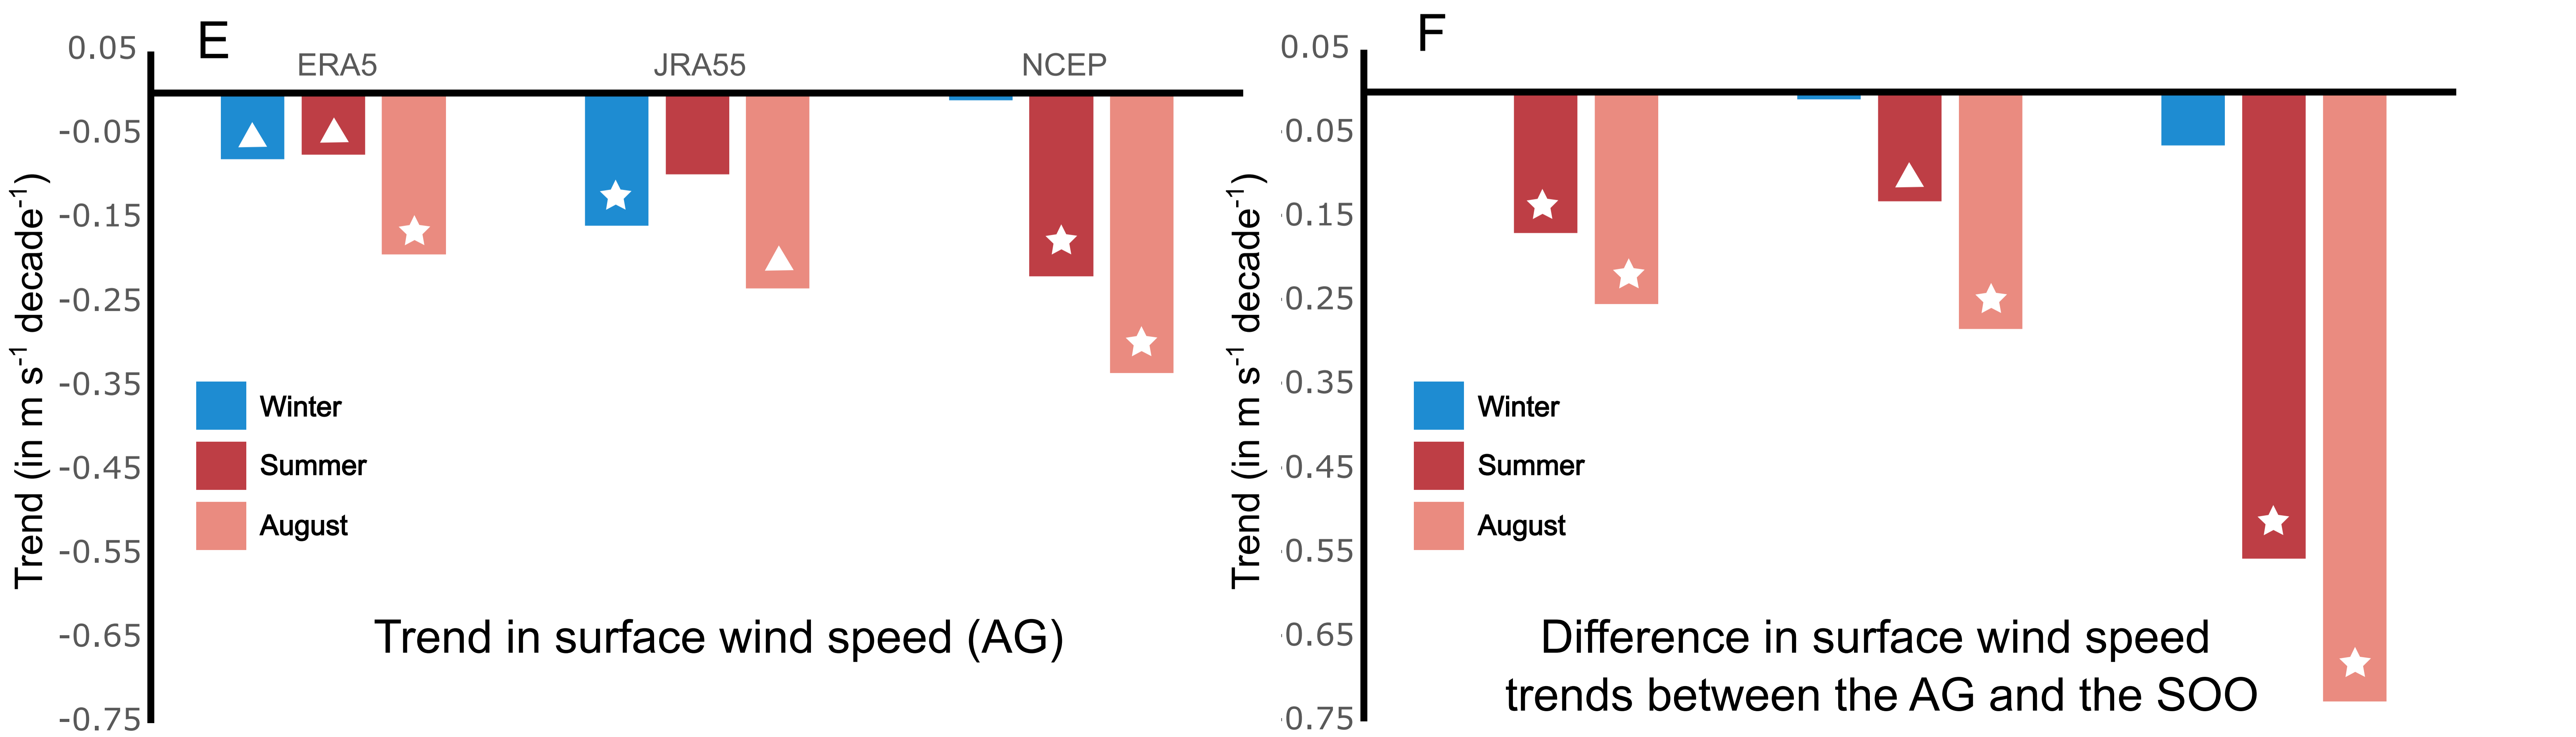 E
0.05
-0.05
-0.15
-0.25
-0.35
-0.45
-0.55
-0.65
-0.75
Trend (in m s⁻¹ decade⁻¹)
ERA5 JRA55 NCEP
Winter
Summer
August
Trend in surface wind speed (AG)
F
0.05
-0.05
-0.15
-0.25
-0.35
-0.45
-0.55
-0.65
-0.75
Trend (in m s⁻¹ decade⁻¹)
Winter
Summer
August
Difference in surface wind speed
trends between the AG and the SOO